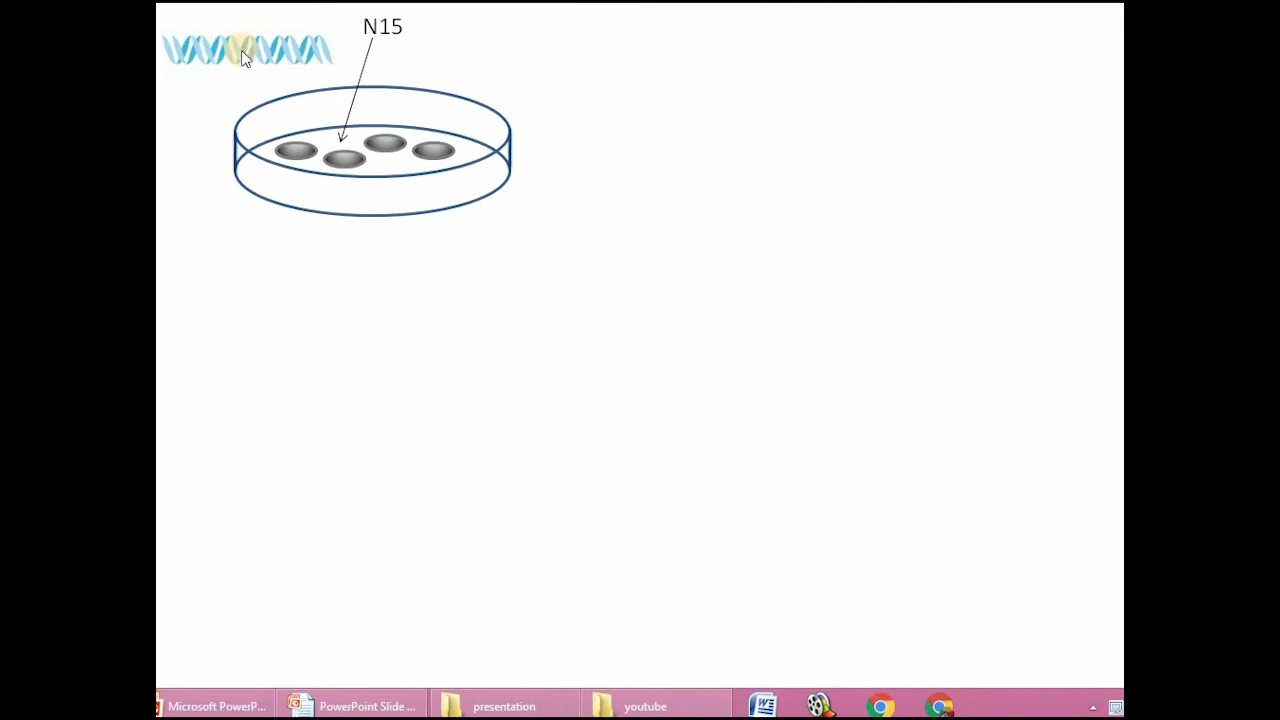 N15
Microsoft PowerP...
PowerPoint Slide ...
presentation
youtube